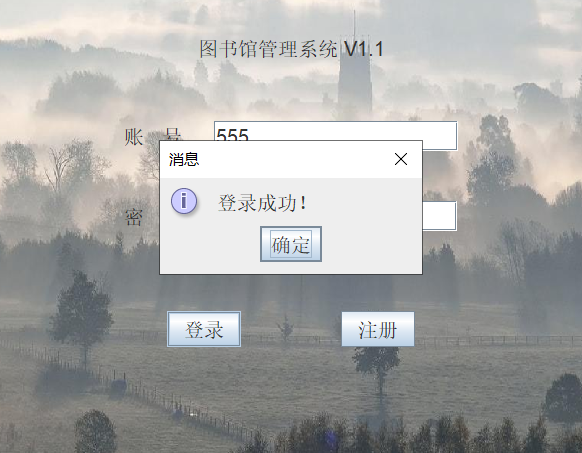 图书馆管理系统 V1.1
账 号 555
消息
登录成功！
密
确定
登录 注册